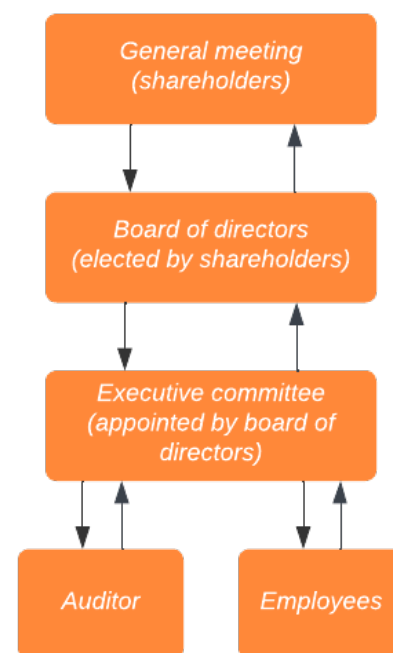 General meeting
(shareholders)
Board of directors
(elected by shareholders)
Executive committee
(appointed by board of
directors)
Auditor
Employees